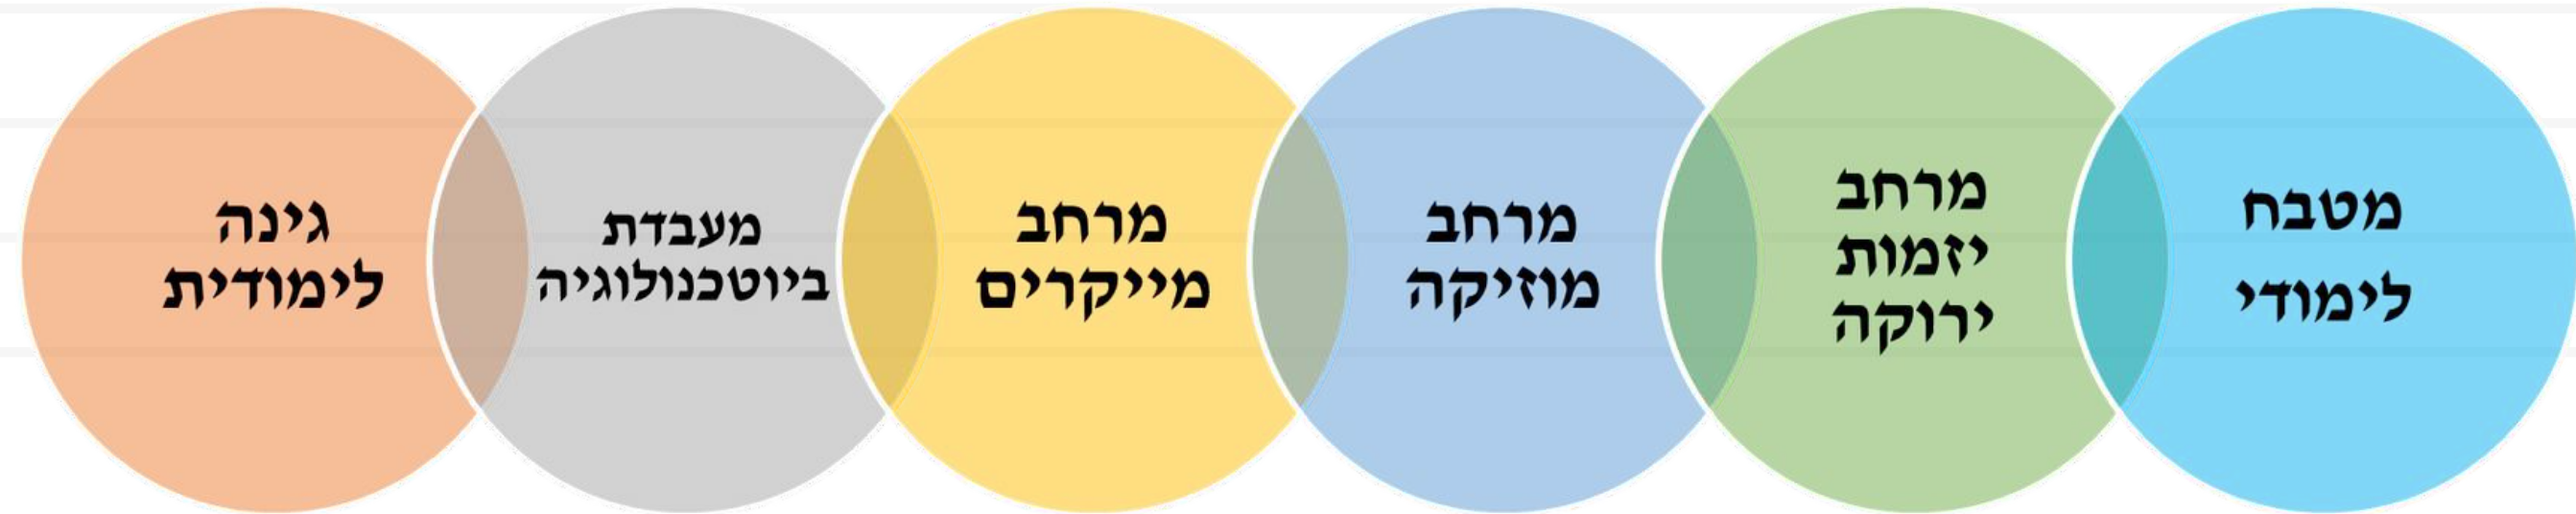 מטבח
לימודי
מרחב
יזמות
ירוקה
מרחב
מוזיקה
מרחב
מייקרים
מעבדת
ביוטכנולוגיה
גינה
לימודית